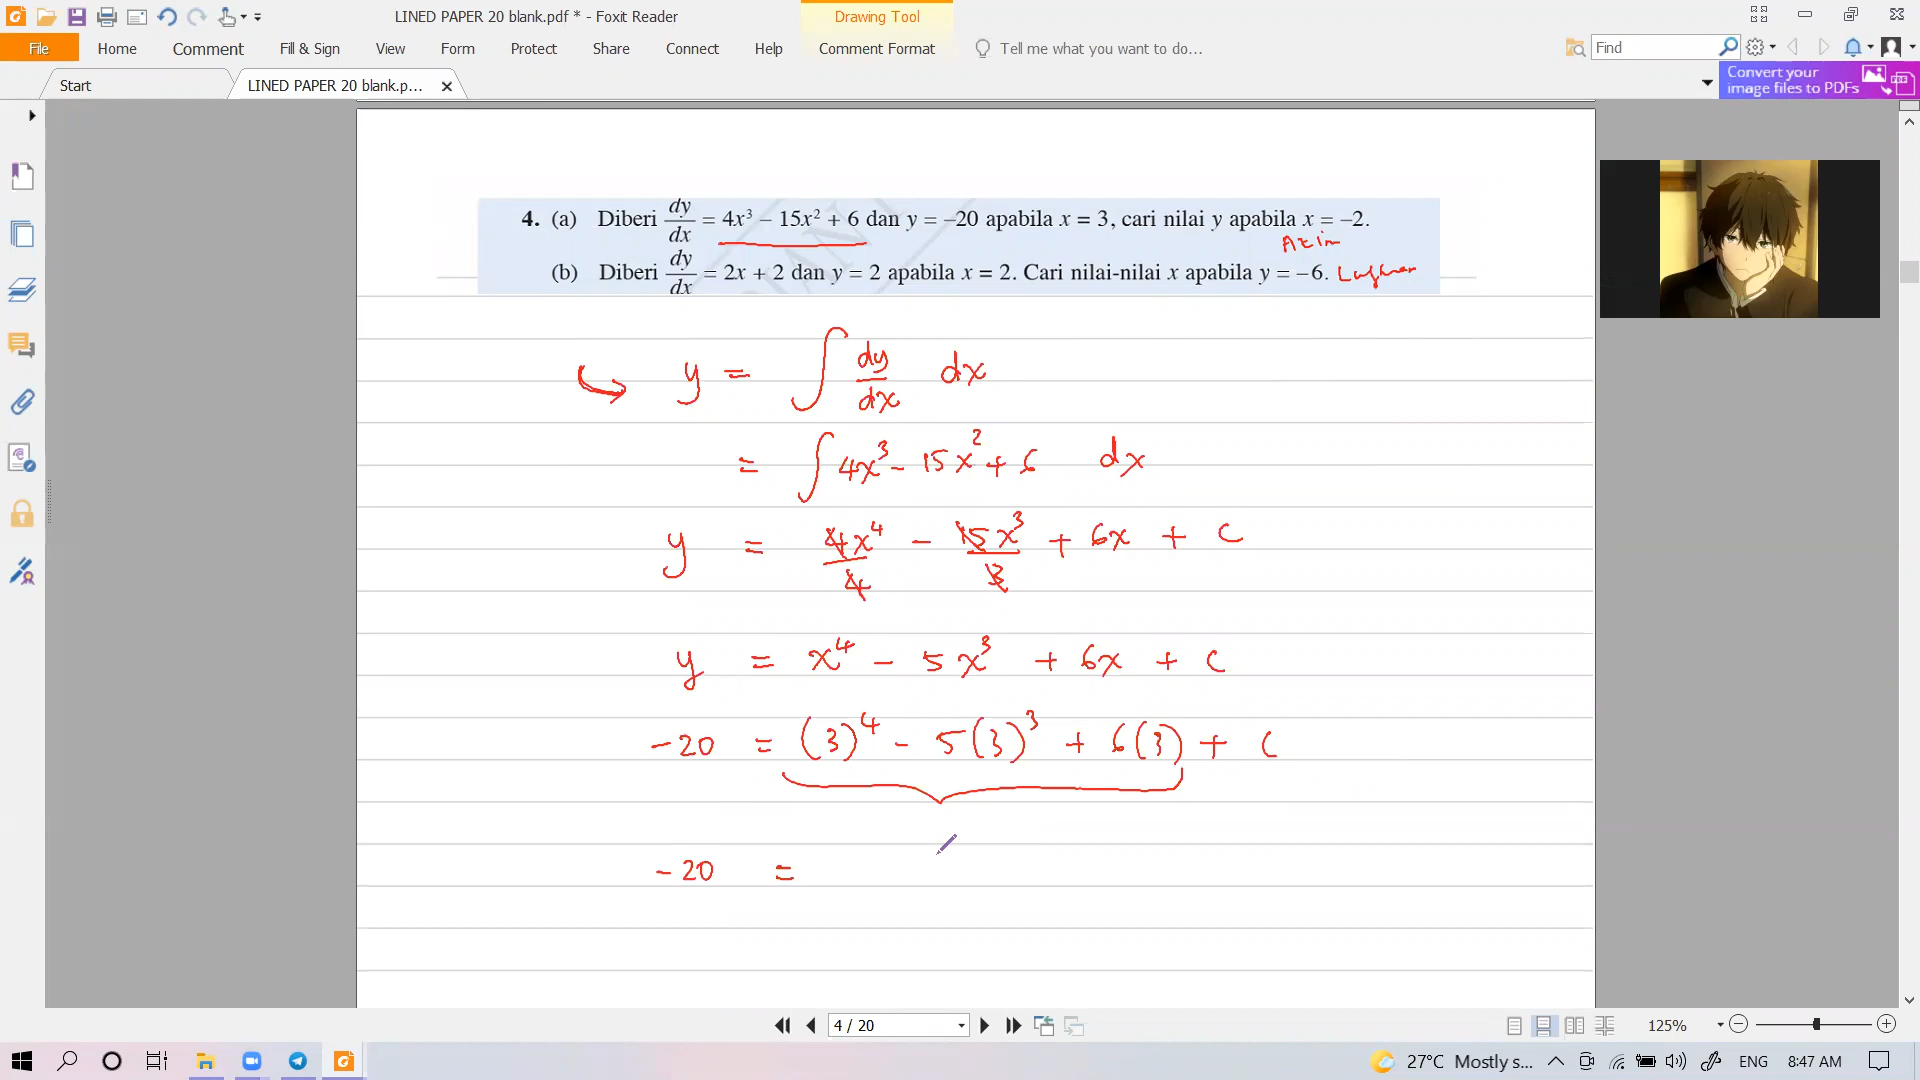 LINED PAPER 20 blank.pdf * - Foxit Reader
Drawing Tool
File Home Comment Fill & Sign View Form Protect Share Connect Help Comment Format Tell me what you want to do... Find
Start LINED PAPER 20 blank.p...
Convert your
image files to PDFs
4. (a) Diberi dy/dx = 4x³ – 15x² + 6 dan y = –20 apabila x = 3, cari nilai y apabila x = –2.
Azim
(b) Diberi dy/dx = 2x + 2 dan y = 2 apabila x = 2. Cari nilai-nilai x apabila y = –6. Luqman
y = ∫ dy/dx dx
= ∫ 4x³ - 15x² + 6 dx
y = 4x⁴/4 - 15x³/3 + 6x + C
y = x⁴ - 5x³ + 6x + C
-20 = (3)⁴ - 5(3)³ + 6(3) + C
-20 =
4 / 20 125%
27°C Mostly s... ENG 8:47 AM